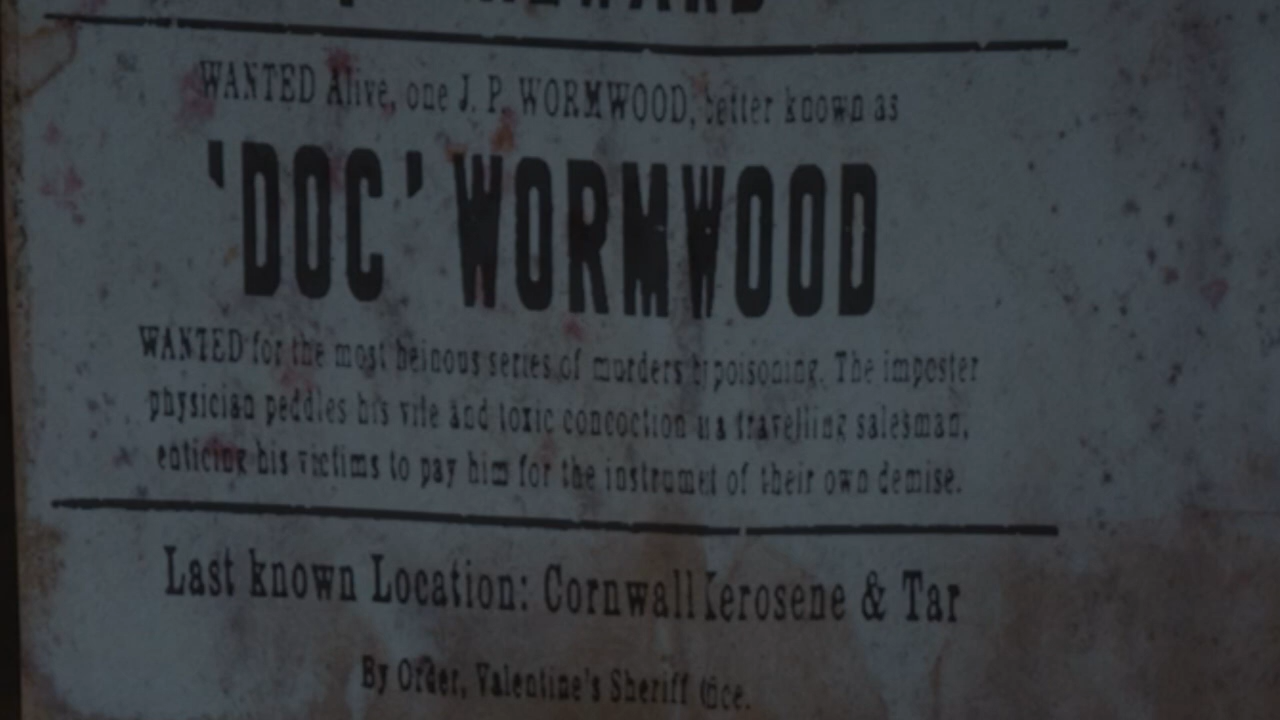 REWARD
WANTED Alive, one J. P. WORMWOOD, better known as
'DOC' WORMWOOD
WANTED for the most heinous series of murders by poisoning. The imposter
physician peddles his vile and toxic concoction as travelling salesman,
enticing his victims to pay him for the instrumet of their own demise.
Last known Location: Cornwall Kerosene & Tar
By Order, Valentine's Sheriff